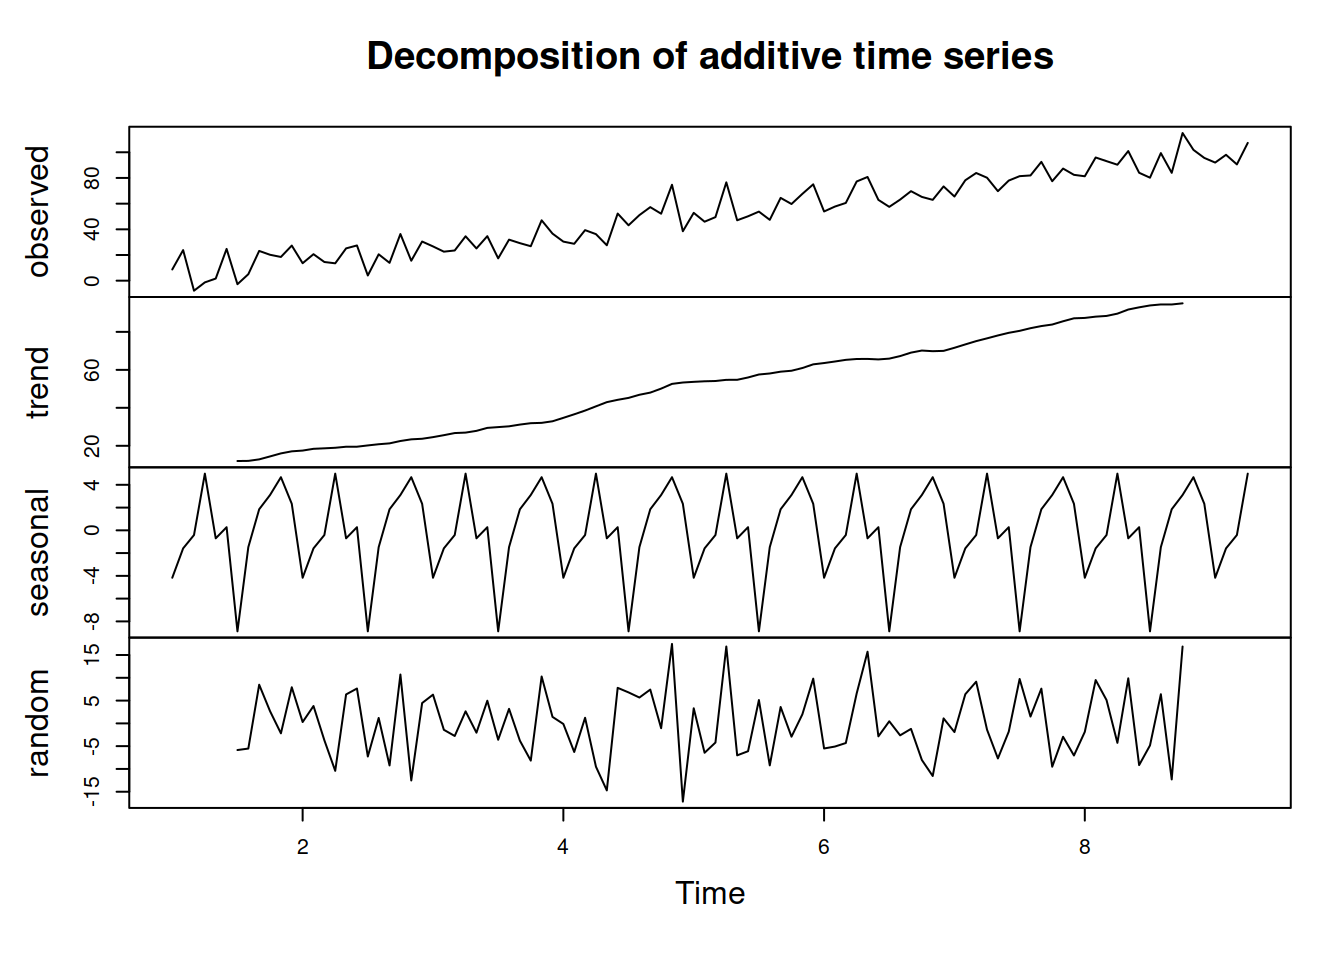 Decomposition of additive time series
observed
0 40 80
trend
20 60
seasonal
-8 -4 0 4
random
-15 -5 5 15
2 4 6 8
Time